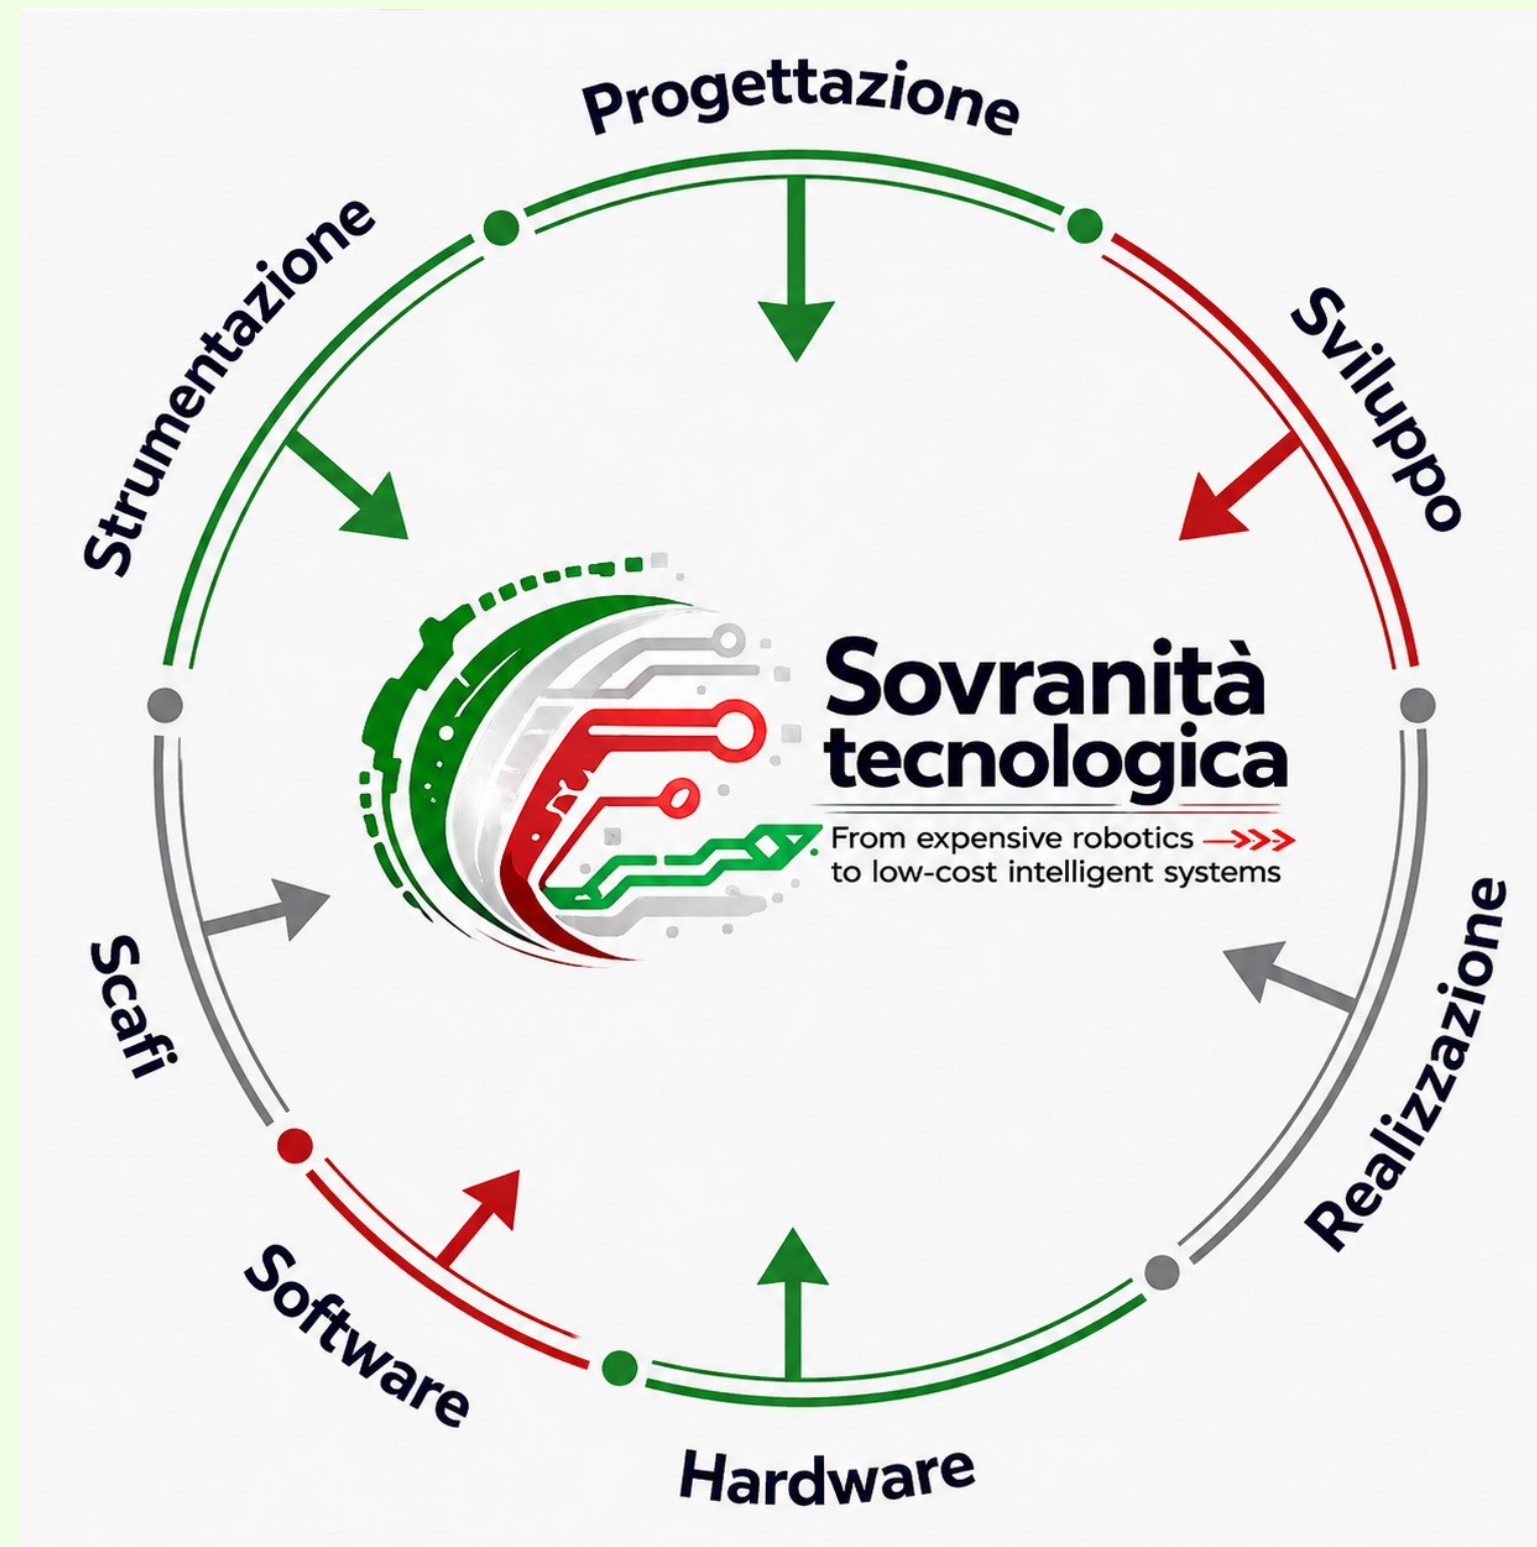 Progettazione
Sviluppo
Realizzazione
Hardware
Software
Scafi
Strumentazione
Sovranità
tecnologica
From expensive robotics
to low-cost intelligent systems